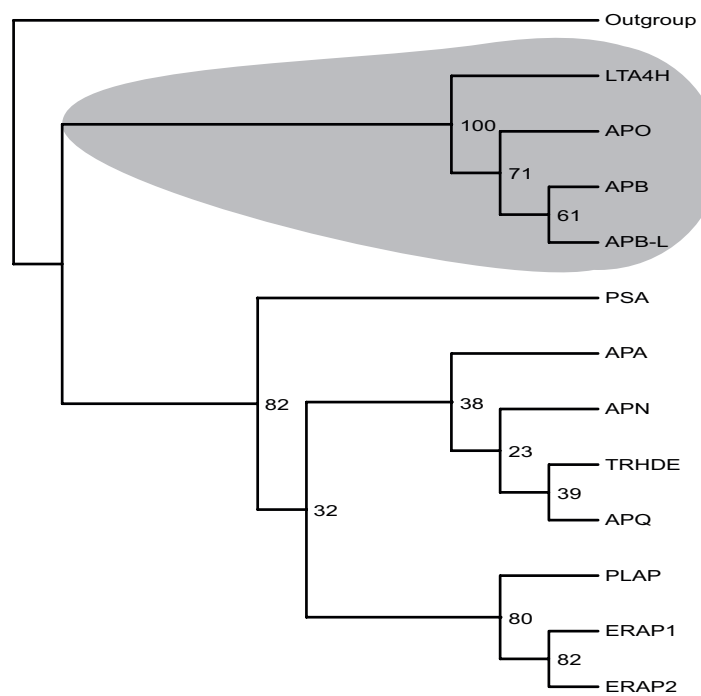 Outgroup
LTA4H
100
APO
71
APB
61
APB-L
PSA
APA
82
38
APN
23
TRHDE
39
32
APQ
PLAP
80
ERAP1
82
ERAP2